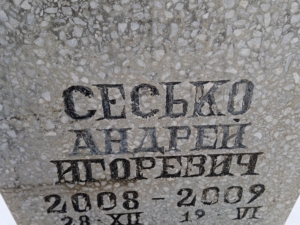 СЕСЬКО
АНДРЕЙ
ИГОРЕВИЧ
2008 - 2009
28 XII 19 VI